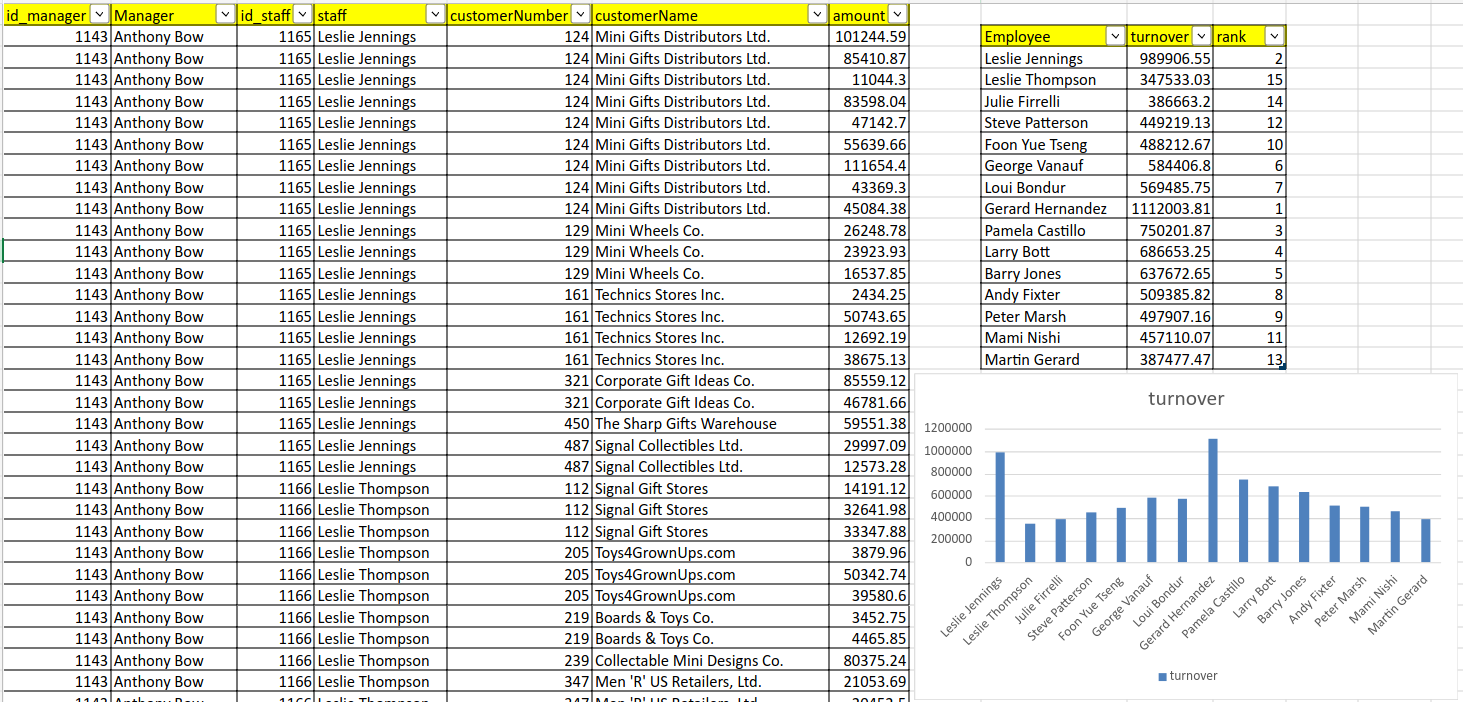 id_manager Manager id_staff staff customerNumber customerName amount
1143 Anthony Bow 1165 Leslie Jennings 124 Mini Gifts Distributors Ltd. 101244.59
1143 Anthony Bow 1165 Leslie Jennings 124 Mini Gifts Distributors Ltd. 85410.87
1143 Anthony Bow 1165 Leslie Jennings 124 Mini Gifts Distributors Ltd. 11044.3
1143 Anthony Bow 1165 Leslie Jennings 124 Mini Gifts Distributors Ltd. 83598.04
1143 Anthony Bow 1165 Leslie Jennings 124 Mini Gifts Distributors Ltd. 47142.7
1143 Anthony Bow 1165 Leslie Jennings 124 Mini Gifts Distributors Ltd. 55639.66
1143 Anthony Bow 1165 Leslie Jennings 124 Mini Gifts Distributors Ltd. 111654.4
1143 Anthony Bow 1165 Leslie Jennings 124 Mini Gifts Distributors Ltd. 43369.3
1143 Anthony Bow 1165 Leslie Jennings 124 Mini Gifts Distributors Ltd. 45084.38
1143 Anthony Bow 1165 Leslie Jennings 129 Mini Wheels Co. 26248.78
1143 Anthony Bow 1165 Leslie Jennings 129 Mini Wheels Co. 23923.93
1143 Anthony Bow 1165 Leslie Jennings 129 Mini Wheels Co. 16537.85
1143 Anthony Bow 1165 Leslie Jennings 161 Technics Stores Inc. 2434.25
1143 Anthony Bow 1165 Leslie Jennings 161 Technics Stores Inc. 50743.65
1143 Anthony Bow 1165 Leslie Jennings 161 Technics Stores Inc. 12692.19
1143 Anthony Bow 1165 Leslie Jennings 161 Technics Stores Inc. 38675.13
1143 Anthony Bow 1165 Leslie Jennings 321 Corporate Gift Ideas Co. 85559.12
1143 Anthony Bow 1165 Leslie Jennings 321 Corporate Gift Ideas Co. 46781.66
1143 Anthony Bow 1165 Leslie Jennings 450 The Sharp Gifts Warehouse 59551.38
1143 Anthony Bow 1165 Leslie Jennings 487 Signal Collectibles Ltd. 29997.09
1143 Anthony Bow 1165 Leslie Jennings 487 Signal Collectibles Ltd. 12573.28
1143 Anthony Bow 1166 Leslie Thompson 112 Signal Gift Stores 14191.12
1143 Anthony Bow 1166 Leslie Thompson 112 Signal Gift Stores 32641.98
1143 Anthony Bow 1166 Leslie Thompson 112 Signal Gift Stores 33347.88
1143 Anthony Bow 1166 Leslie Thompson 205 Toys4GrownUps.com 3879.96
1143 Anthony Bow 1166 Leslie Thompson 205 Toys4GrownUps.com 50342.74
1143 Anthony Bow 1166 Leslie Thompson 205 Toys4GrownUps.com 39580.6
1143 Anthony Bow 1166 Leslie Thompson 219 Boards & Toys Co. 3452.75
1143 Anthony Bow 1166 Leslie Thompson 219 Boards & Toys Co. 4465.85
1143 Anthony Bow 1166 Leslie Thompson 239 Collectable Mini Designs Co. 80375.24
1143 Anthony Bow 1166 Leslie Thompson 347 Men 'R' US Retailers, Ltd. 21053.69
Employee turnover rank
Leslie Jennings 989906.55 2
Leslie Thompson 347533.03 15
Julie Firrelli 386663.2 14
Steve Patterson 449219.13 12
Foon Yue Tseng 488212.67 10
George Vanauf 584406.8 6
Loui Bondur 569485.75 7
Gerard Hernandez 1112003.81 1
Pamela Castillo 750201.87 3
Larry Bott 686653.25 4
Barry Jones 637672.65 5
Andy Fixter 509385.82 8
Peter Marsh 497907.16 9
Mami Nishi 457110.07 11
Martin Gerard 387477.47 13
turnover
1200000
1000000
800000
600000
400000
200000
0
Leslie Jennings
Leslie Thompson
Julie Firrelli
Steve Patterson
Foon Yue Tseng
George Vanauf
Loui Bondur
Gerard Hernandez
Pamela Castillo
Larry Bott
Barry Jones
Andy Fixter
Peter Marsh
Mami Nishi
Martin Gerard
turnover